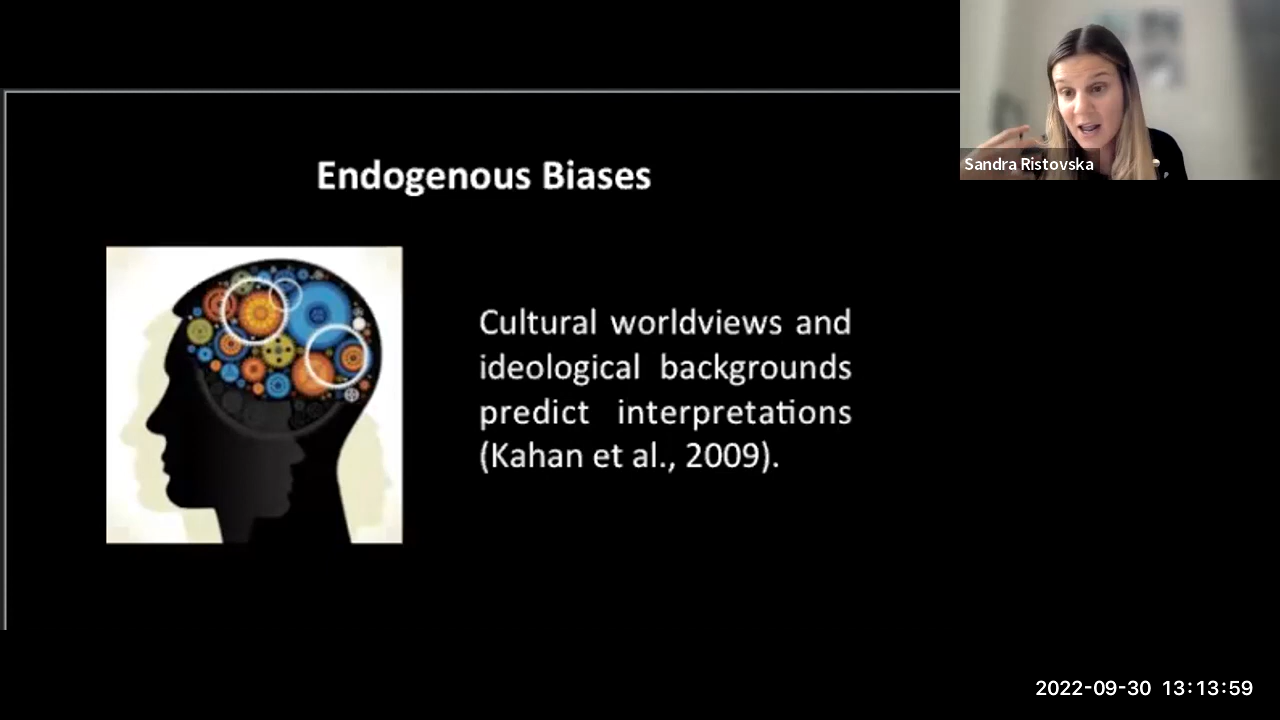 Endogenous Biases
Cultural worldviews and
ideological backgrounds
predict interpretations
(Kahan et al., 2009).
Sandra Ristovska
2022-09-30 13:13:59